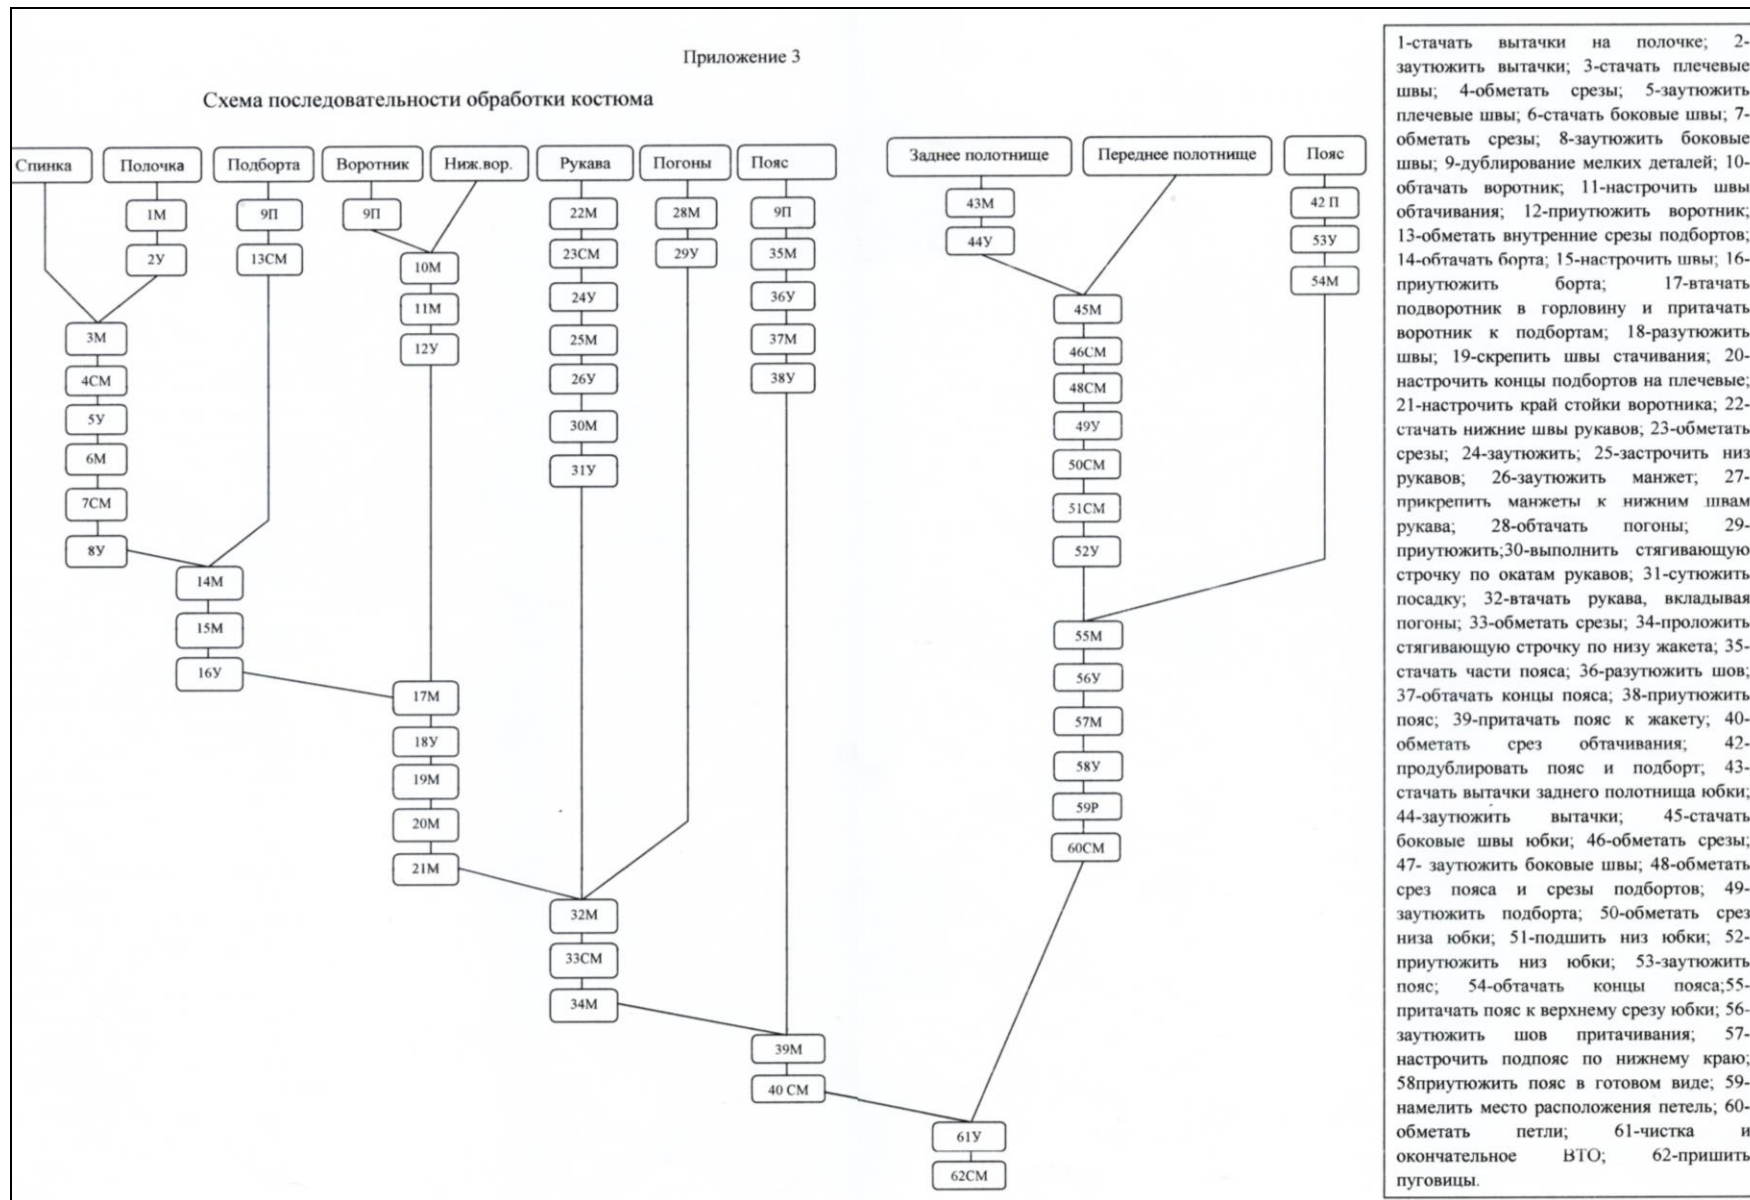 Приложение 3
Схема последовательности обработки костюма
Спинка
Полочка
Подборта
Воротник
Ниж.вор.
Рукава
Погоны
Пояс
Заднее полотнище
Переднее полотнище
Пояс
1М
2У
9П
13СМ
9П
10М
11М
12У
22М
23СМ
24У
25М
26У
30М
31У
28М
29У
9П
35М
36У
37М
38У
43М
44У
42 П
53У
54М
3М
4СМ
5У
6М
7СМ
8У
14М
15М
16У
17М
18У
19М
20М
21М
32М
33СМ
34М
39М
40 СМ
45М
46СМ
48СМ
49У
50СМ
51СМ
52У
55М
56У
57М
58У
59Р
60СМ
61У
62СМ
1-стачать вытачки на полочке; 2-
заутюжить вытачки; 3-стачать плечевые
швы; 4-обметать срезы; 5-заутюжить
плечевые швы; 6-стачать боковые швы; 7-
обметать срезы; 8-заутюжить боковые
швы; 9-дублирование мелких деталей; 10-
обтачать воротник; 11-настрочить швы
обтачивания; 12-приутюжить воротник;
13-обметать внутренние срезы подбортов;
14-обтачать борта; 15-настрочить швы; 16-
приутюжить борта; 17-втачать
подворотник в горловину и притачать
воротник к подбортам; 18-разутюжить
швы; 19-скрепить швы стачивания; 20-
настрочить концы подбортов на плечевые;
21-настрочить край стойки воротника; 22-
стачать нижние швы рукавов; 23-обметать
срезы; 24-заутюжить; 25-застрочить низ
рукавов; 26-заутюжить манжет; 27-
прикрепить манжеты к нижним швам
рукава; 28-обтачать погоны; 29-
приутюжить;30-выполнить стягивающую
строчку по окатам рукавов; 31-сутюжить
посадку; 32-втачать рукава, вкладывая
погоны; 33-обметать срезы; 34-проложить
стягивающую строчку по низу жакета; 35-
стачать части пояса; 36-разутюжить шов;
37-обтачать концы пояса; 38-приутюжить
пояс; 39-притачать пояс к жакету; 40-
обметать срез обтачивания; 42-
продублировать пояс и подборт; 43-
стачать вытачки заднего полотнища юбки;
44-заутюжить вытачки; 45-стачать
боковые швы юбки; 46-обметать срезы;
47- заутюжить боковые швы; 48-обметать
срез пояса и срезы подбортов; 49-
заутюжить подборта; 50-обметать срез
низа юбки; 51-подшить низ юбки; 52-
приутюжить низ юбки; 53-заутюжить
пояс; 54-обтачать концы пояса;55-
притачать пояс к верхнему срезу юбки; 56-
заутюжить шов притачивания; 57-
настрочить подпояс по нижнему краю;
58приутюжить пояс в готовом виде; 59-
намелить место расположения петель; 60-
обметать петли; 61-чистка и
окончательное ВТО; 62-пришить
пуговицы.